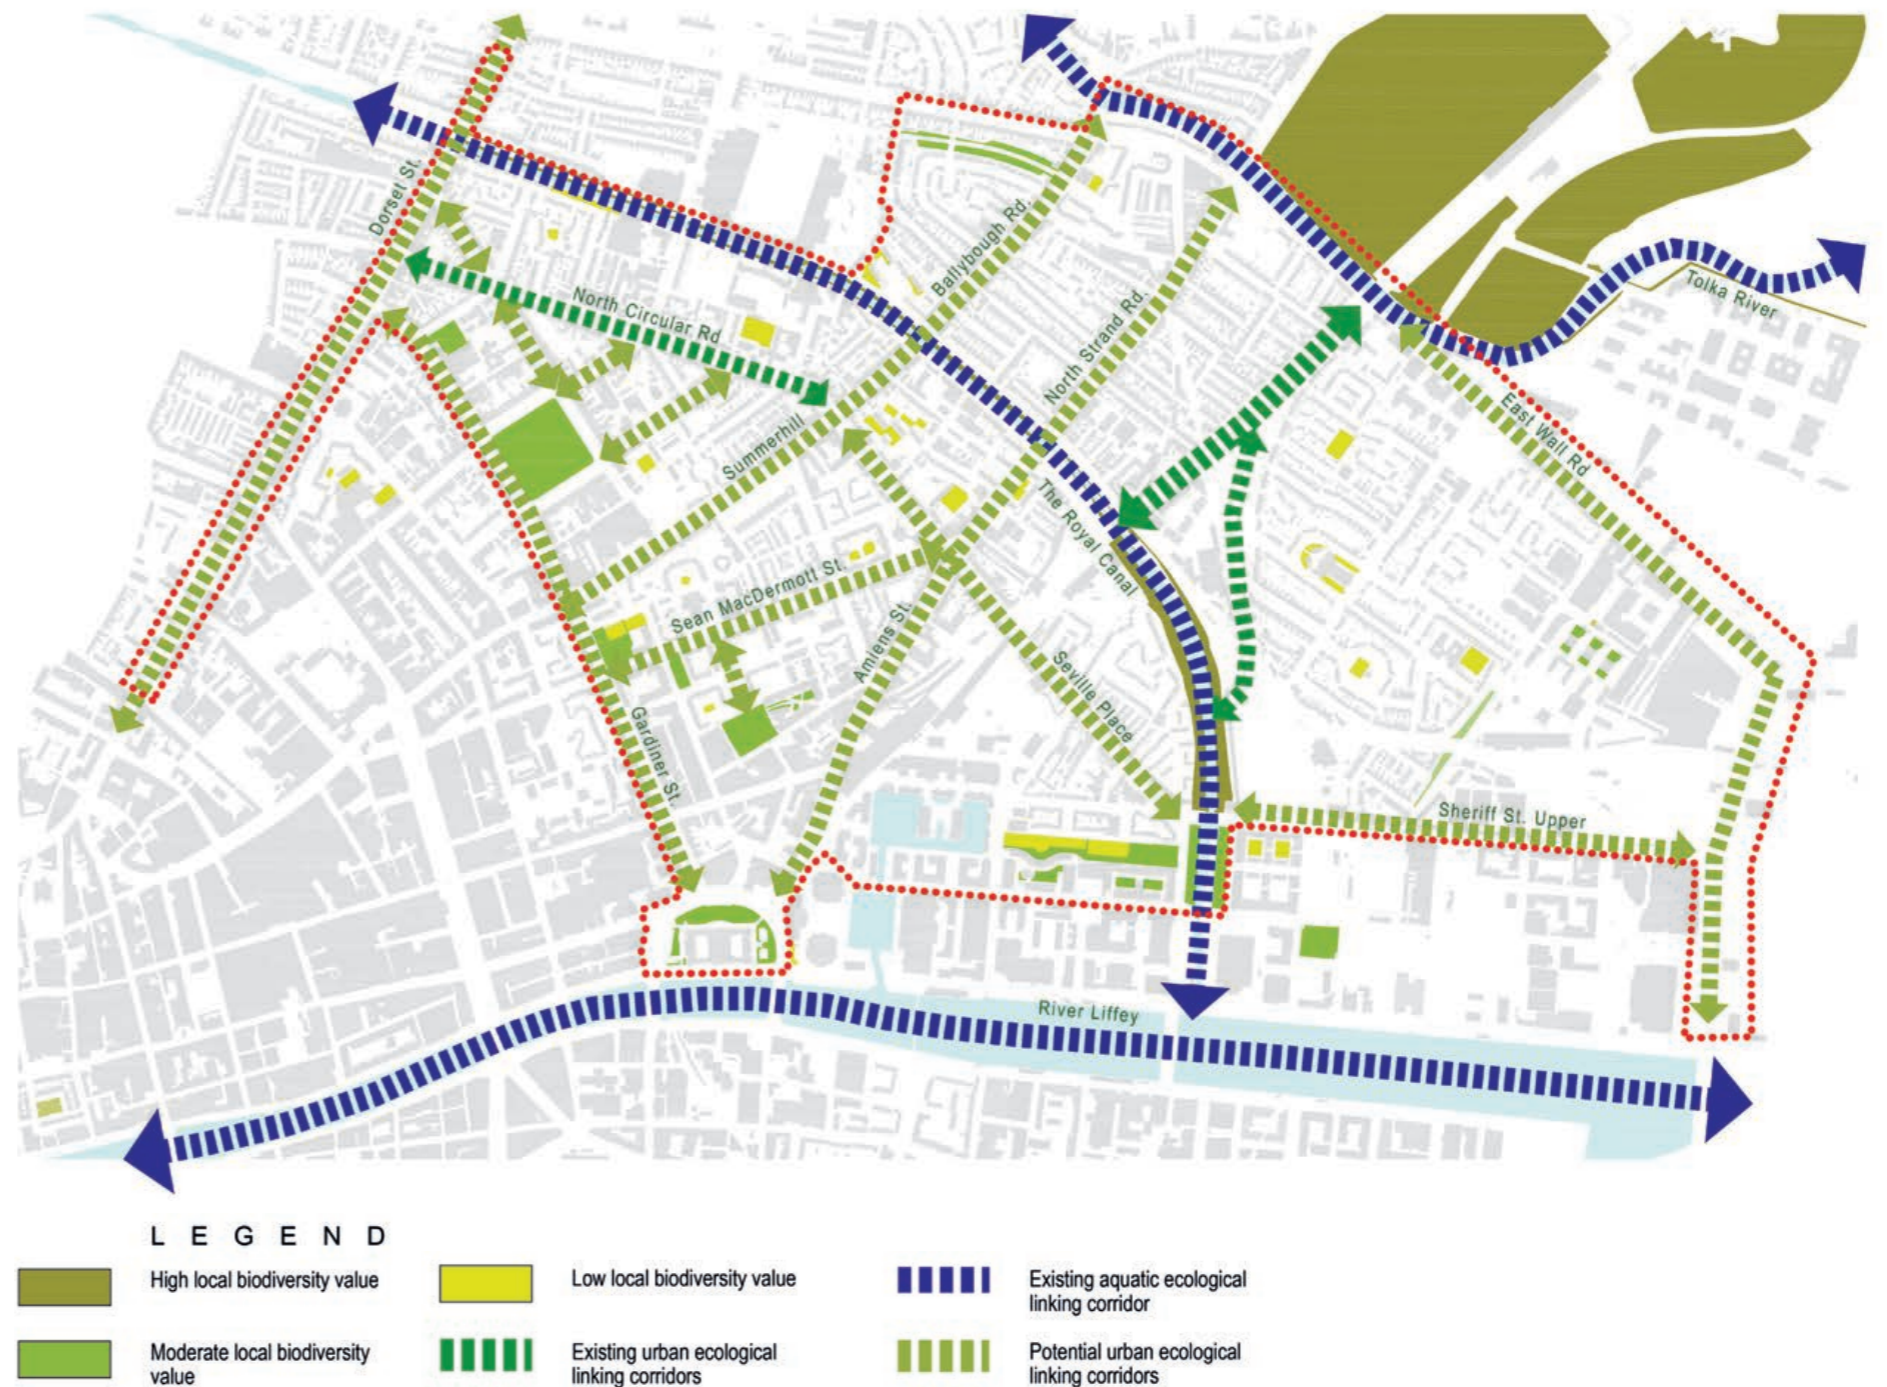 Dorset St.
North Circular Rd
Ballybough Rd.
North Strand Rd.
Tolka River
East Wall Rd
Summerhill
The Royal Canal
Sean MacDermott St.
Amiens St.
Seville Place
Gardiner St.
Sheriff St. Upper
River Liffey
LEGEND
High local biodiversity value
Low local biodiversity value
Existing aquatic ecological
linking corridor
Moderate local biodiversity
value
Existing urban ecological
linking corridors
Potential urban ecological
linking corridors